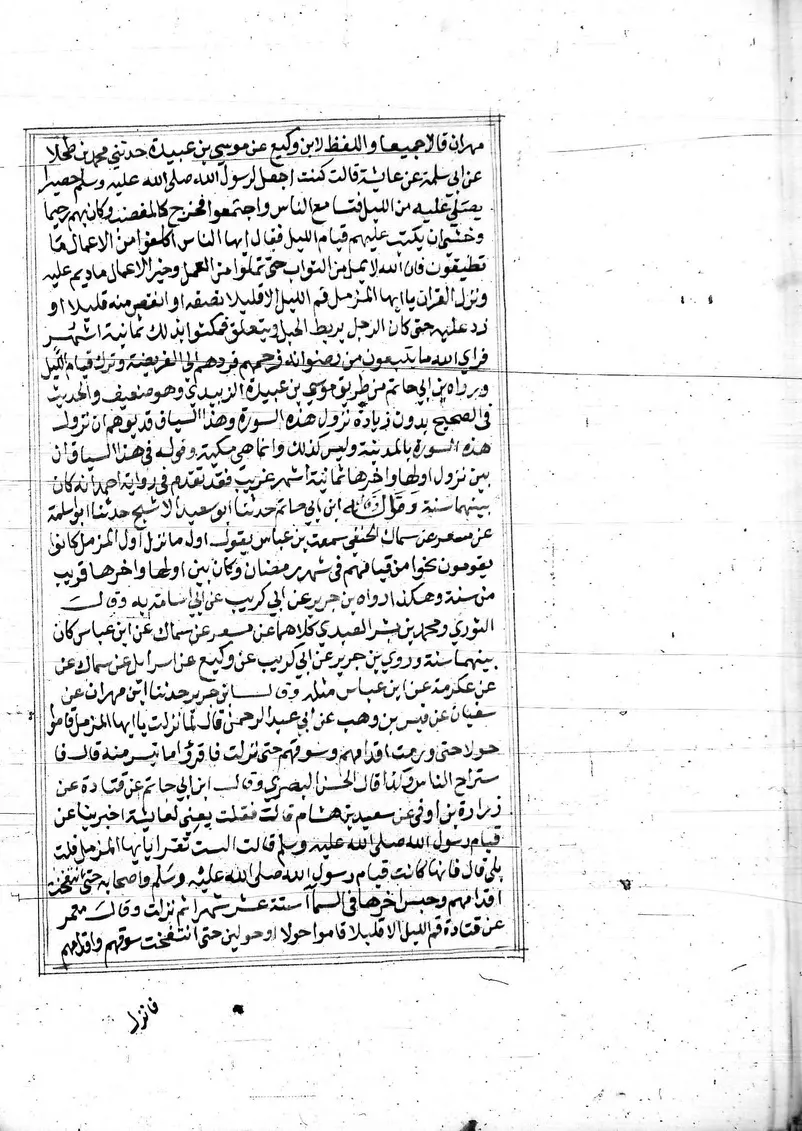 مهران قالا جميعا واللفظ لابن وكيع عن موسي بن عبيدة حدثني محمد بن طحلا
عن ابي سلمة عن عايشة قالت كنت اجعل لرسول الله صلى الله عليه وسلم حصيرا
يصلي عليه من الليل فتسامع الناس واجتمعوا فخرج كالمغضب وكان بهم رحيما
وخشي ان يكتب عليهم قيام الليل فقال ايها الناس اكلفوا من الاعمال ما
تطيقون فان الله لا يمل من الثواب حتى تملوا من العمل وخير الاعمال ما ديم عليه
ونزل القران يا ايها المزمل قم الليل الا قليلا نصفه او انقص منه قليلا او
زد عليه حتى كان الرجل يربط الحبل ويتعلق فمكثوا بذلك ثمانية اشهر
فراي الله ما يبتغون من رضوانه فرحمهم فردهم الى الفريضة وترك قيام الليل
ورواه بن ابي حاتم من طريق موسي بن عبيدة الزبيدي وهو ضعيف والحديث
في الصحيح بدون زيادة نزول هذه السورة وهذا السياق قد يوهم ان نزول
هذه السورة بالمدينة وليس كذلك وانما هي مكية وقوله في هذا السياق ان
بين نزول اولها واخرها ثمانية اشهر غريب فقد تقدم في رواية احمد انه كان
بينهما سنة وقال ابن ابي حاتم حدثنا ابو سعيد الاشج حدثنا ابو سلمة
عن مسعر عن سماك الحنفي سمعت بن عباس يقول اول ما نزل اول المزمل كانوا
يقومون نحوا من قيامهم في شهر رمضان وكان بين اولها واخرها قريب
من سنة وهكذا رواه بن جرير عن ابي كريب عن ابي اسامة به وقال
الثوري ومحمد بن بشر العبدي كلاهما عن مسعر عن سماك عن ابن عباس كان
بينهما سنة وروي بن جرير عن ابي كريب عن وكيع عن اسرايل عن سماك عن
عن عكرمة عن ابن عباس مثله وقال ابن جرير حدثنا ابن مهران عن
سفيان عن قيس بن وهب عن ابي عبد الرحمن قال لما نزلت يا ايها المزمل قاموا
حولا حتى ورمت اقدامهم وسوقهم حتى نزلت فاقرؤا ما تيسر منه قال فا
ستراح الناس وكذا قال الحسن البصري وقال ابن ابي حاتم عن قتادة عن
زرارة بن اوفى عن سعيد بن هشام قالت فقلت يعني لعايشة اخبرينا عن
قيام رسول الله صلى الله عليه وسلم قالت الست تقرا يا يها المزمل قلت
بلى قال فانها كانت قيام رسول الله صلى الله عليه وسلم واصحابه حتى انتفخت
اقدامهم وحبس اخرها في السمآ ستة عشر شهرا ثم نزلت وقال معمر
عن قتادة قم الليل الا قليلا قاموا حولا او حولين حتى انتفخت سوقهم واقدامهم
فانزل